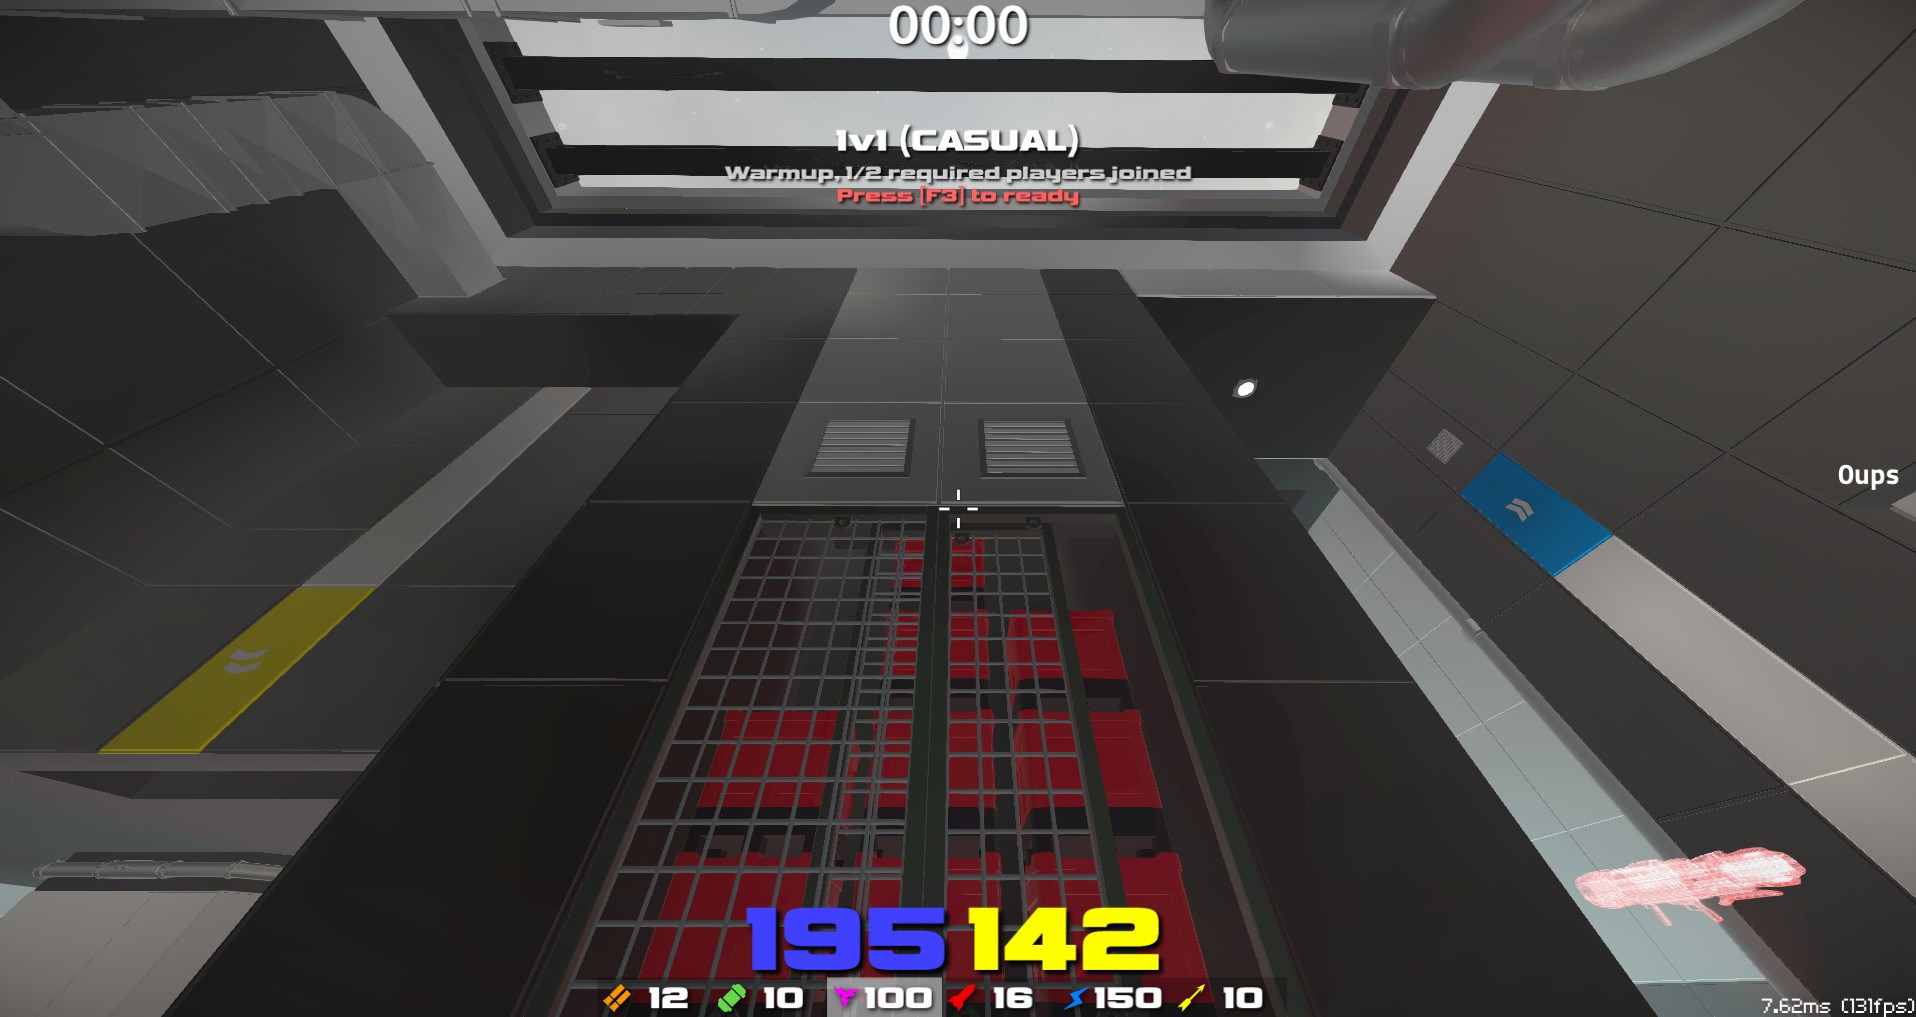 00:00
1v1 (CASUAL)
Warmup, 1/2 required players joined
Press [F3] to ready
Oups
195 142
12 10 100 16 150 10
7.62ms (131fps)